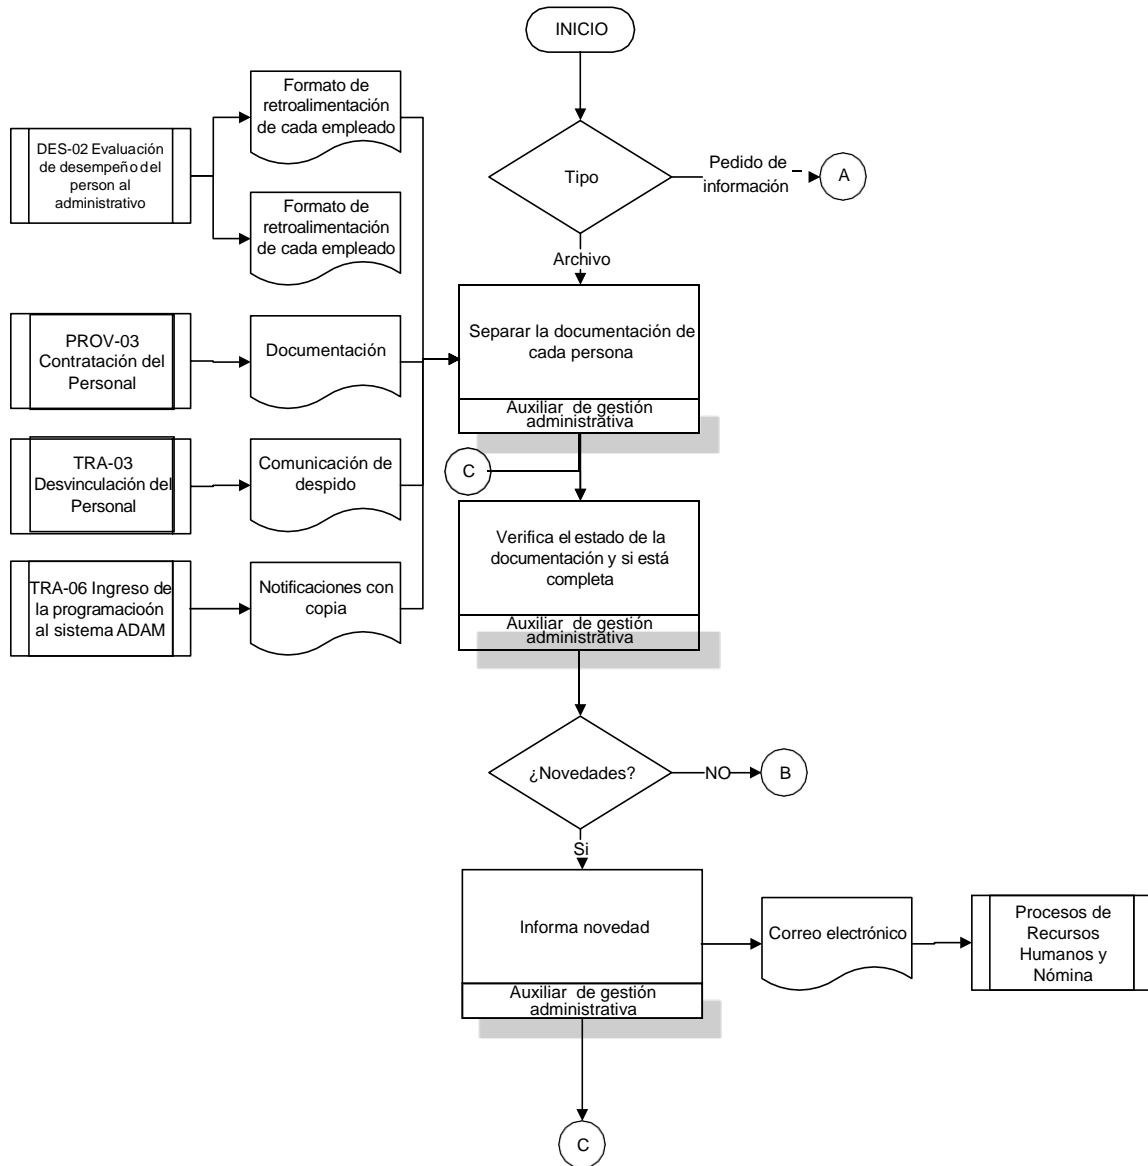 INICIO
Formato de
retroalimentación
de cada empleado
DES-02 Evaluación
de desempeño del
person al
administrativo
Tipo
Pedido de
información
A
Formato de
retroalimentación
de cada empleado
Archivo
PROV-03
Contratación del
Personal
Documentación
Separar la documentación de
cada persona
Auxiliar de gestión
administrativa
TRA-03
Desvinculación del
Personal
Comunicación de
despido
C
Verifica el estado de la
documentación y si está
completa
Auxiliar de gestión
administrativa
TRA-06 Ingreso de
la programacioón
al sistema ADAM
Notificaciones con
copia
¿Novedades?
NO
B
Si
Informa novedad
Auxiliar de gestión
administrativa
Correo electrónico
Procesos de
Recursos
Humanos y
Nómina
C